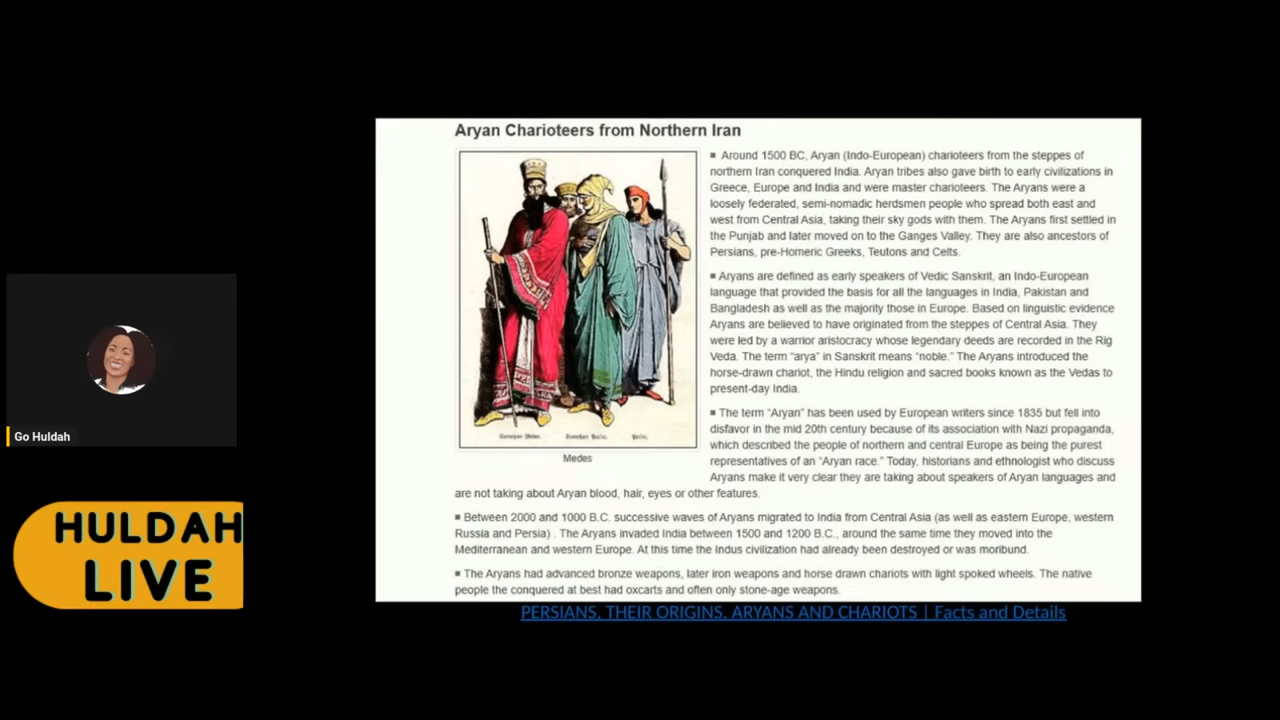 Aryan Charioteers from Northern Iran
■ Around 1500 BC, Aryan (Indo-European) charioteers from the steppes of
northern Iran conquered India. Aryan tribes also gave birth to early civilizations in
Greece, Europe and India and were master charioteers. The Aryans were a
loosely federated, semi-nomadic herdsmen people who spread both east and
west from Central Asia, taking their sky gods with them. The Aryans first settled in
the Punjab and later moved on to the Ganges Valley. They are also ancestors of
Persians, pre-Homeric Greeks, Teutons and Celts.
■ Aryans are defined as early speakers of Vedic Sanskrit, an Indo-European
language that provided the basis for all the languages in India, Pakistan and
Bangladesh as well as the majority those in Europe. Based on linguistic evidence
Aryans are believed to have originated from the steppes of Central Asia. They
were led by a warrior aristocracy whose legendary deeds are recorded in the Rig
Veda. The term “arya” in Sanskrit means “noble.” The Aryans introduced the
horse-drawn chariot, the Hindu religion and sacred books known as the Vedas to
present-day India.
■ The term “Aryan” has been used by European writers since 1835 but fell into
disfavor in the mid 20th century because of its association with Nazi propaganda,
which described the people of northern and central Europe as being the purest
representatives of an “Aryan race.” Today, historians and ethnologist who discuss
Aryans make it very clear they are taking about speakers of Aryan languages and
are not taking about Aryan blood, hair, eyes or other features.
Medes
■ Between 2000 and 1000 B.C. successive waves of Aryans migrated to India from Central Asia (as well as eastern Europe, western
Russia and Persia) . The Aryans invaded India between 1500 and 1200 B.C., around the same time they moved into the
Mediterranean and western Europe. At this time the Indus civilization had already been destroyed or was moribund.
■ The Aryans had advanced bronze weapons, later iron weapons and horse drawn chariots with light spoked wheels. The native
people the conquered at best had oxcarts and often only stone-age weapons.
PERSIANS, THEIR ORIGINS, ARYANS AND CHARIOTS | Facts and Details
Go Huldah
HULDAH
LIVE